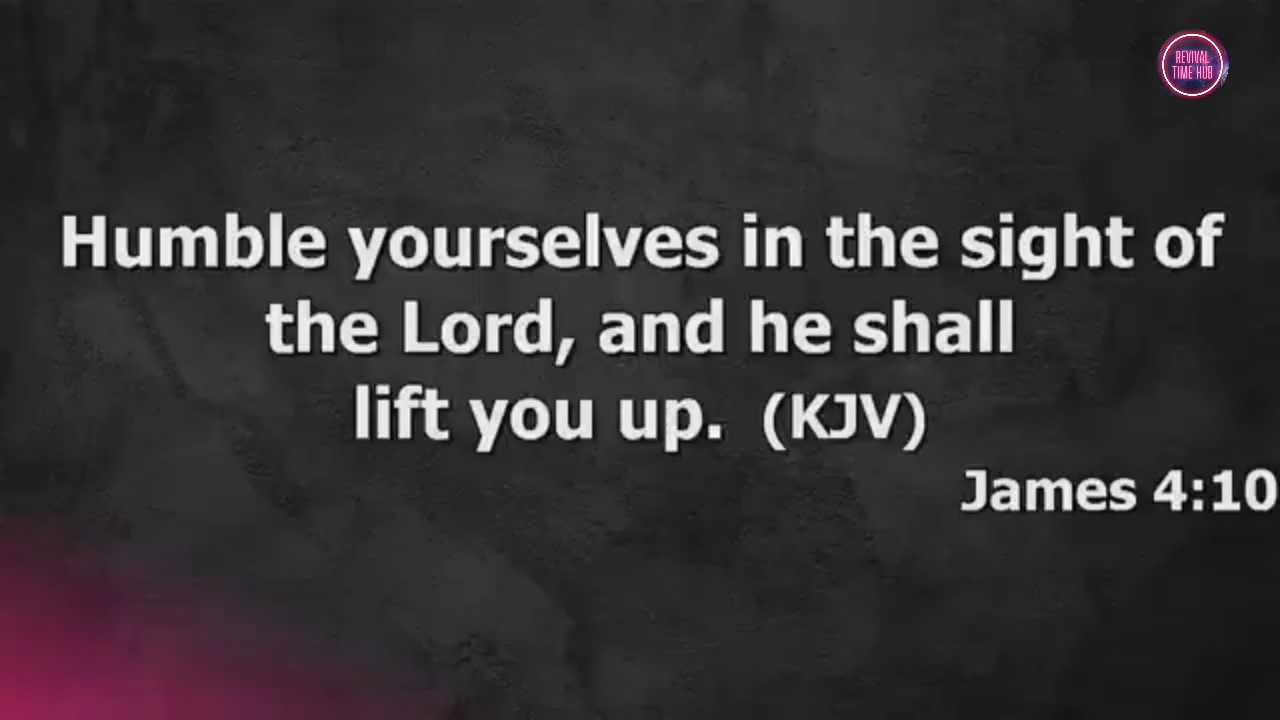 REVIVAL
TIME HUB
Humble yourselves in the sight of
the Lord, and he shall
lift you up. (KJV)
James 4:10